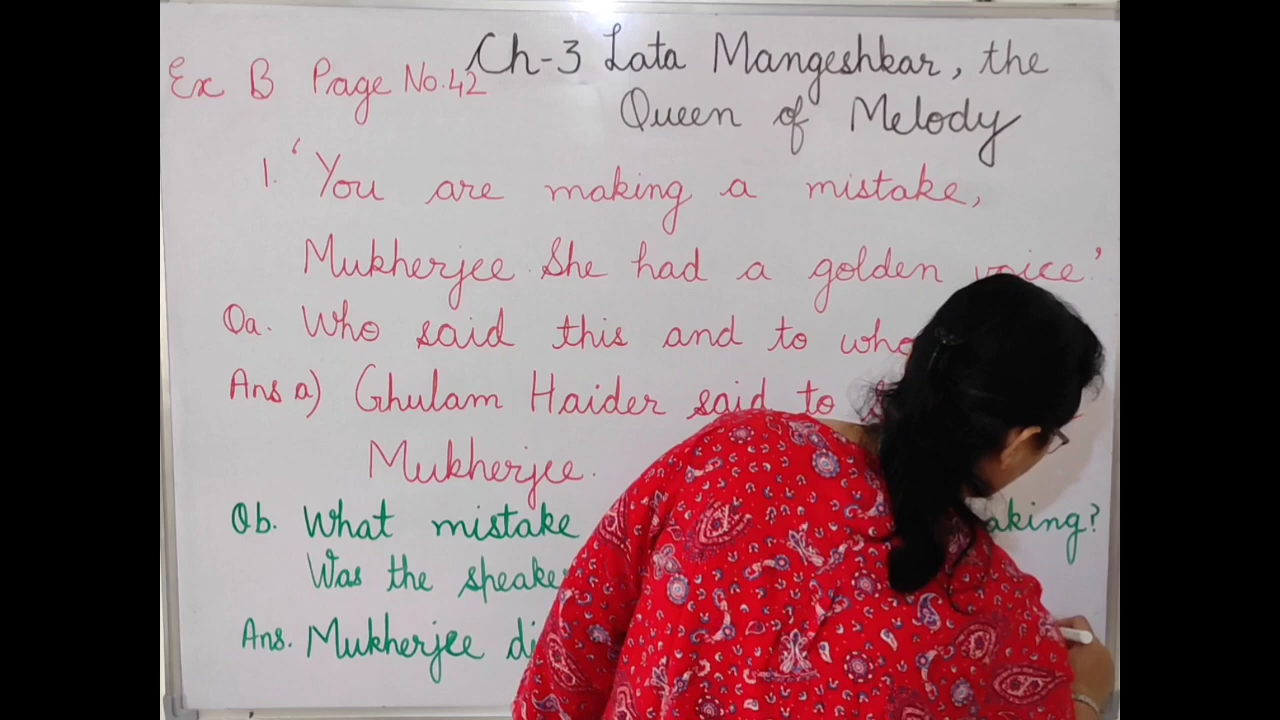 Ch-3 Lata Mangeshkar, the
Queen of Melody
Ex B Page No.42
1. 'You are making a mistake,
Mukherjee. She had a golden voice'
Qa. Who said this and to
Ans a) Ghulam Haider said to
Mukherjee.
Qb. What mistake
Was the
Ans. Mukherjee